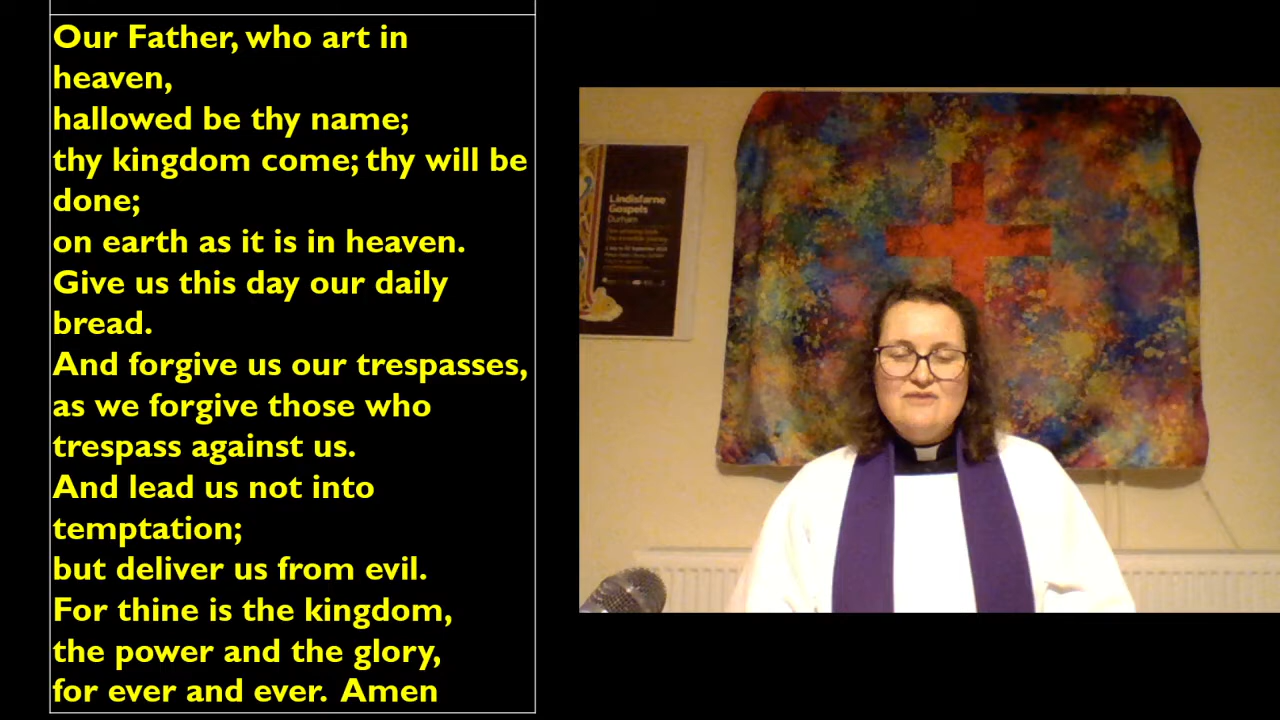 Our Father, who art in
heaven,
hallowed be thy name;
thy kingdom come; thy will be
done;
on earth as it is in heaven.
Give us this day our daily
bread.
And forgive us our trespasses,
as we forgive those who
trespass against us.
And lead us not into
temptation;
but deliver us from evil.
For thine is the kingdom,
the power and the glory,
for ever and ever. Amen
Lindisfarne
Gospels
Durham